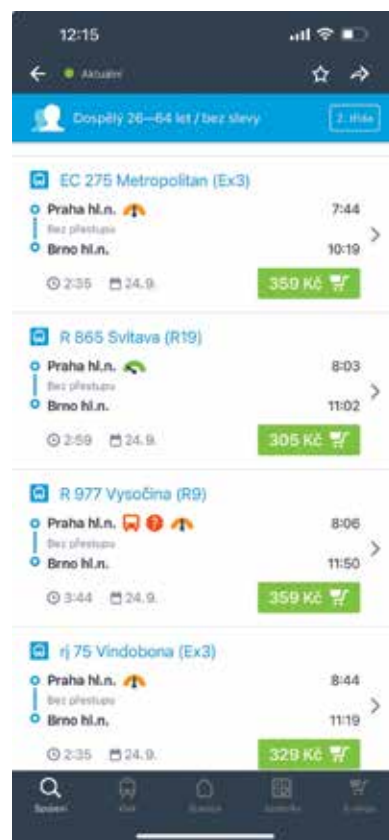 12:15
Aktuální
Dospělý 26–64 let / bez slevy
2. třída
EC 275 Metropolitan (Ex3)
Praha hl.n.
7:44
Bez přestupu
Brno hl.n.
10:19
2:35
24.9.
359 Kč
R 865 Svitava (R19)
Praha hl.n.
8:03
Bez přestupu
Brno hl.n.
11:02
2:59
24.9.
305 Kč
R 977 Vysočina (R9)
Praha hl.n.
8:06
Bez přestupu
Brno hl.n.
11:50
3:44
24.9.
359 Kč
rj 75 Vindobona (Ex3)
Praha hl.n.
8:44
Bez přestupu
Brno hl.n.
11:19
2:35
24.9.
329 Kč
Spojení